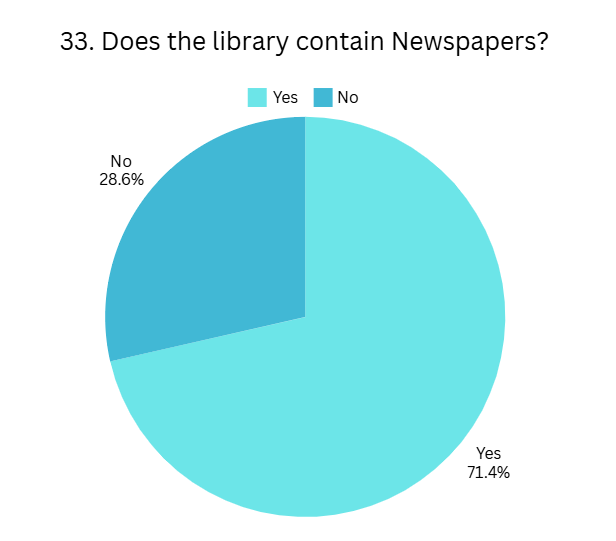 33. Does the library contain Newspapers?
Yes No
No
28.6%
Yes
71.4%